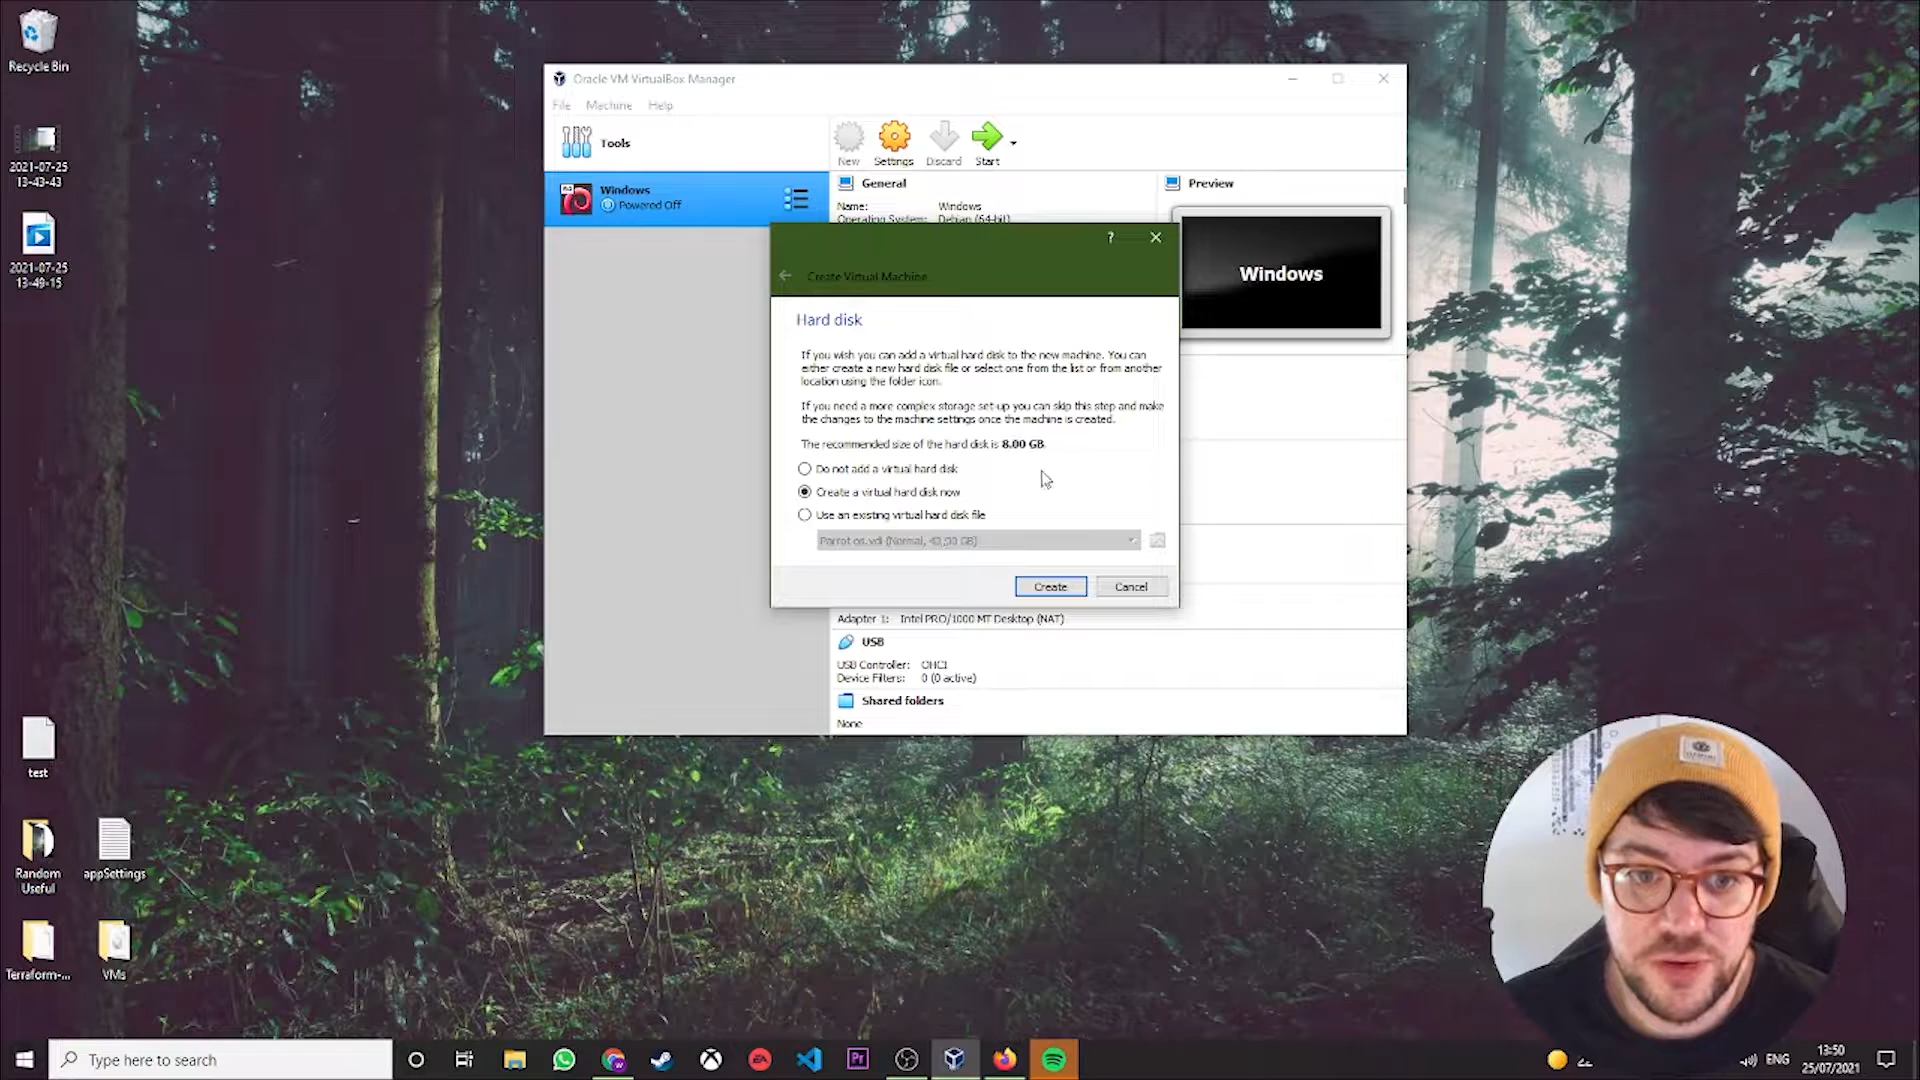 Recycle Bin
2021-07-25
13-43-43
2021-07-25
13-49-15
test
Random
Useful
appSettings
Terraform-...
VMs
Oracle VM VirtualBox Manager
File Machine Help
Tools
New Settings Discard Start
Windows
Powered Off
General
Name: Windows
Operating System: Debian (64-bit)
Preview
Windows
Create Virtual Machine
Hard disk
If you wish you can add a virtual hard disk to the new machine. You can
either create a new hard disk file or select one from the list or from another
location using the folder icon.
If you need a more complex storage set-up you can skip this step and make
the changes to the machine settings once the machine is created.
The recommended size of the hard disk is 8.00 GB.
Do not add a virtual hard disk
Create a virtual hard disk now
Use an existing virtual hard disk file
Parrot os.vdi (Normal, GB)
Create Cancel
Adapter 1: Intel PRO/1000 MT Desktop (NAT)
USB
USB Controller: OHCI
Device Filters: 0 (0 active)
Shared folders
None
Type here to search
EA
Pr
ENG
13:50
25/07/2021